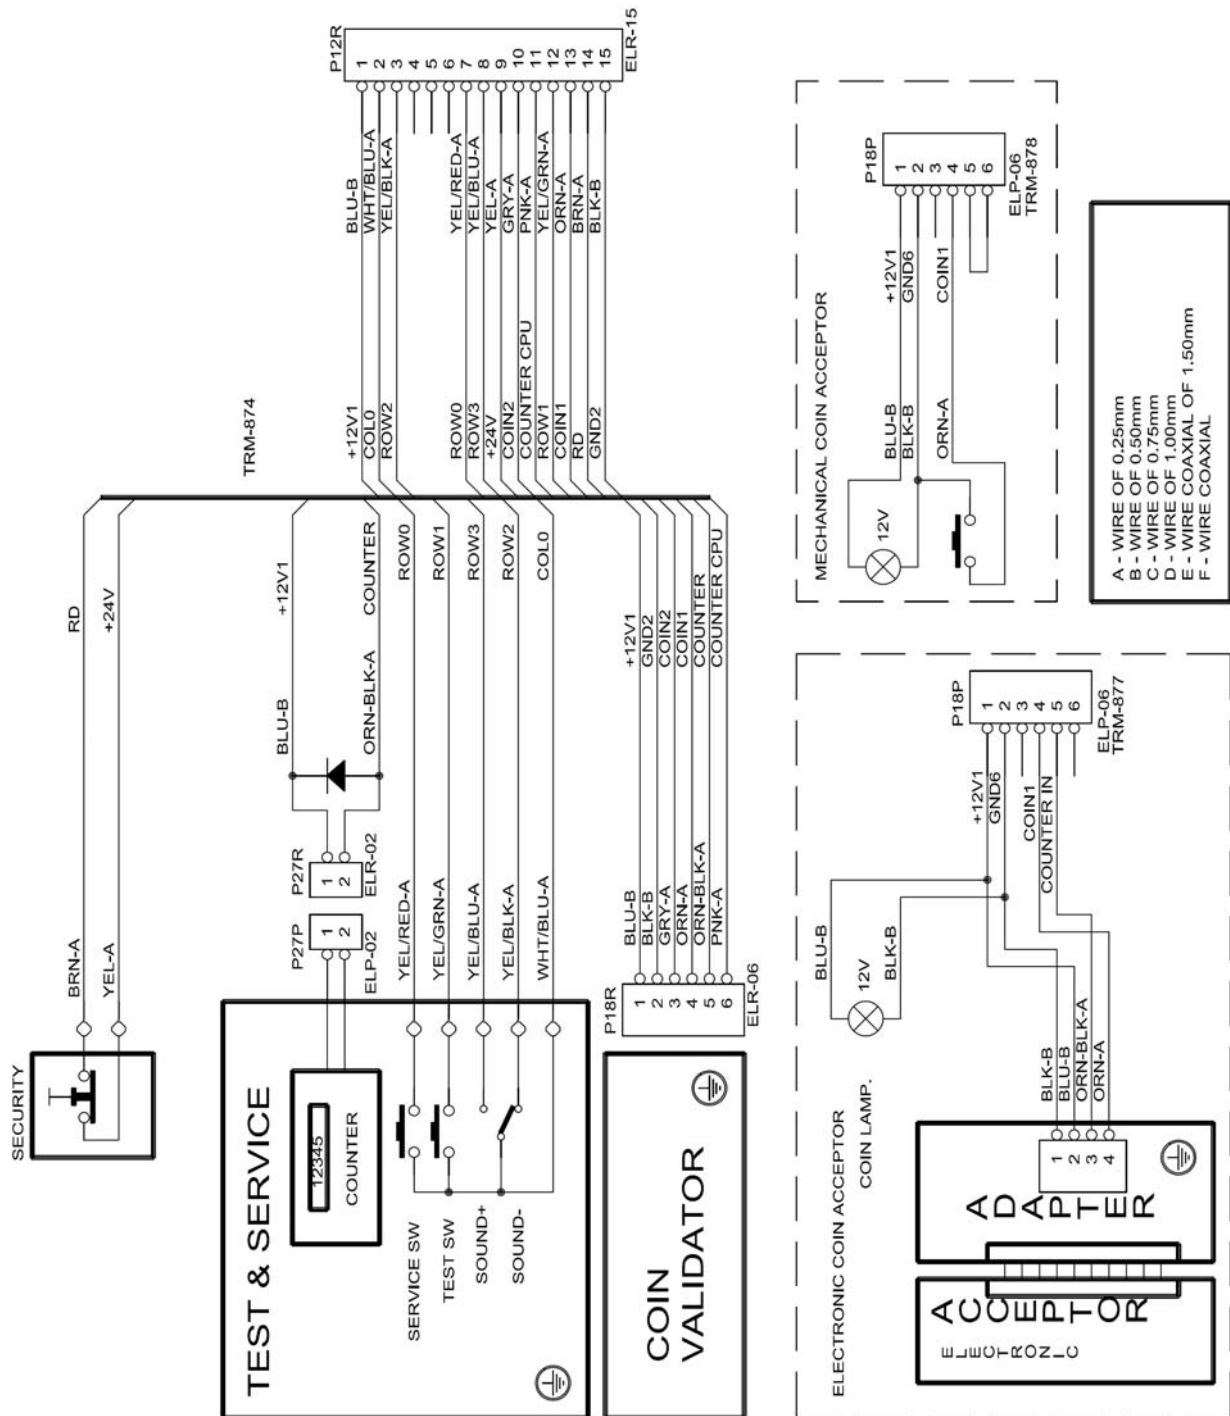 SECURITY
BRN-A
YEL-A
RD
+24V
TRM-874
TEST & SERVICE
12345
COUNTER
P27P
1
2
ELP-02
P27R
1
2
ELR-02
BLU-B
ORN-BLK-A
+12V1
COUNTER
SERVICE SW
TEST SW
SOUND+
SOUND-
YEL/RED-A
YEL/GRN-A
YEL/BLU-A
YEL/BLK-A
WHT/BLU-A
ROW0
ROW1
ROW3
ROW2
COL0
+12V1
COL0
ROW2
ROW0
ROW3
+24V
COIN2
COUNTER CPU
ROW1
COIN1
RD
GND2
BLU-B
WHT/BLU-A
YEL/BLK-A
YEL/RED-A
YEL/BLU-A
YEL-A
GRY-A
PNK-A
YEL/GRN-A
ORN-A
BRN-A
BLK-B
P12R
1
2
3
4
5
6
7
8
9
10
11
12
13
14
15
ELR-15
COIN
VALIDATOR
P18R
1
2
3
4
5
6
ELR-06
BLU-B
BLK-B
GRY-A
ORN-A
ORN-BLK-A
PNK-A
+12V1
GND2
COIN2
COIN1
COUNTER
COUNTER CPU
ELECTRONIC COIN ACCEPTOR
COIN LAMP.
ELECTRONIC
ACCEPTOR
ADAPTER
1
2
3
4
BLK-B
BLU-B
ORN-BLK-A
ORN-A
BLU-B
12V
BLK-B
+12V1
GND6
COIN1
COUNTER IN
P18P
1
2
3
4
5
6
ELP-06
TRM-877
MECHANICAL COIN ACCEPTOR
12V
BLU-B
BLK-B
ORN-A
+12V1
GND6
COIN1
P18P
1
2
3
4
5
6
ELP-06
TRM-878
A - WIRE OF 0.25mm
B - WIRE OF 0.50mm
C - WIRE OF 0.75mm
D - WIRE OF 1.00mm
E - WIRE COAXIAL OF 1.50mm
F - WIRE COAXIAL